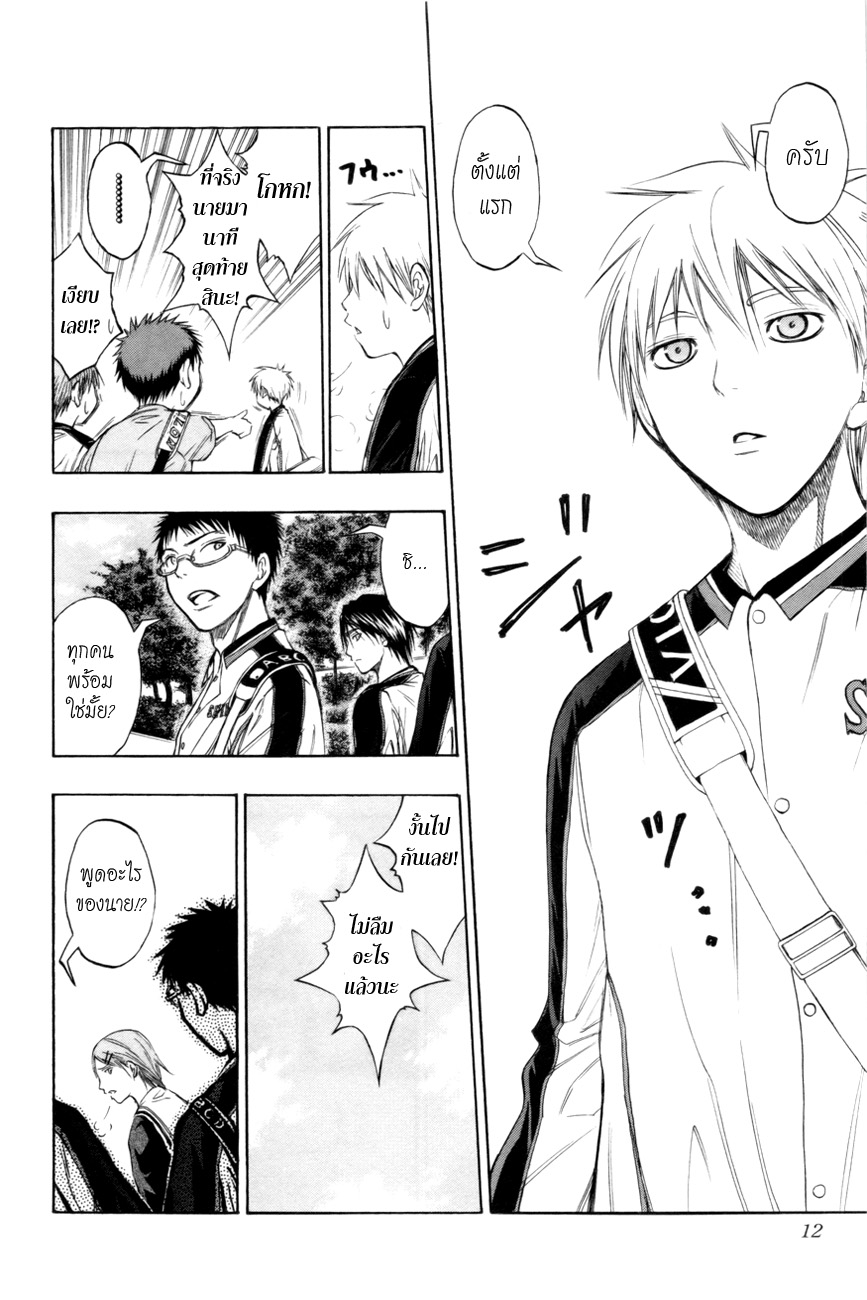 ครับ
ตั้งแต่
แรก
フゥ...
โกหก!
ที่จริง
นายมา
นาที
สุดท้าย
สินะ!
เงียบ
เลย!?
ชิ...
ทุกคน
พร้อม
ใช่มั้ย?
งั้นไป
กันเลย!
ไม่ลืม
อะไร
แล้วนะ
พูดอะไร
ของนาย!?
12